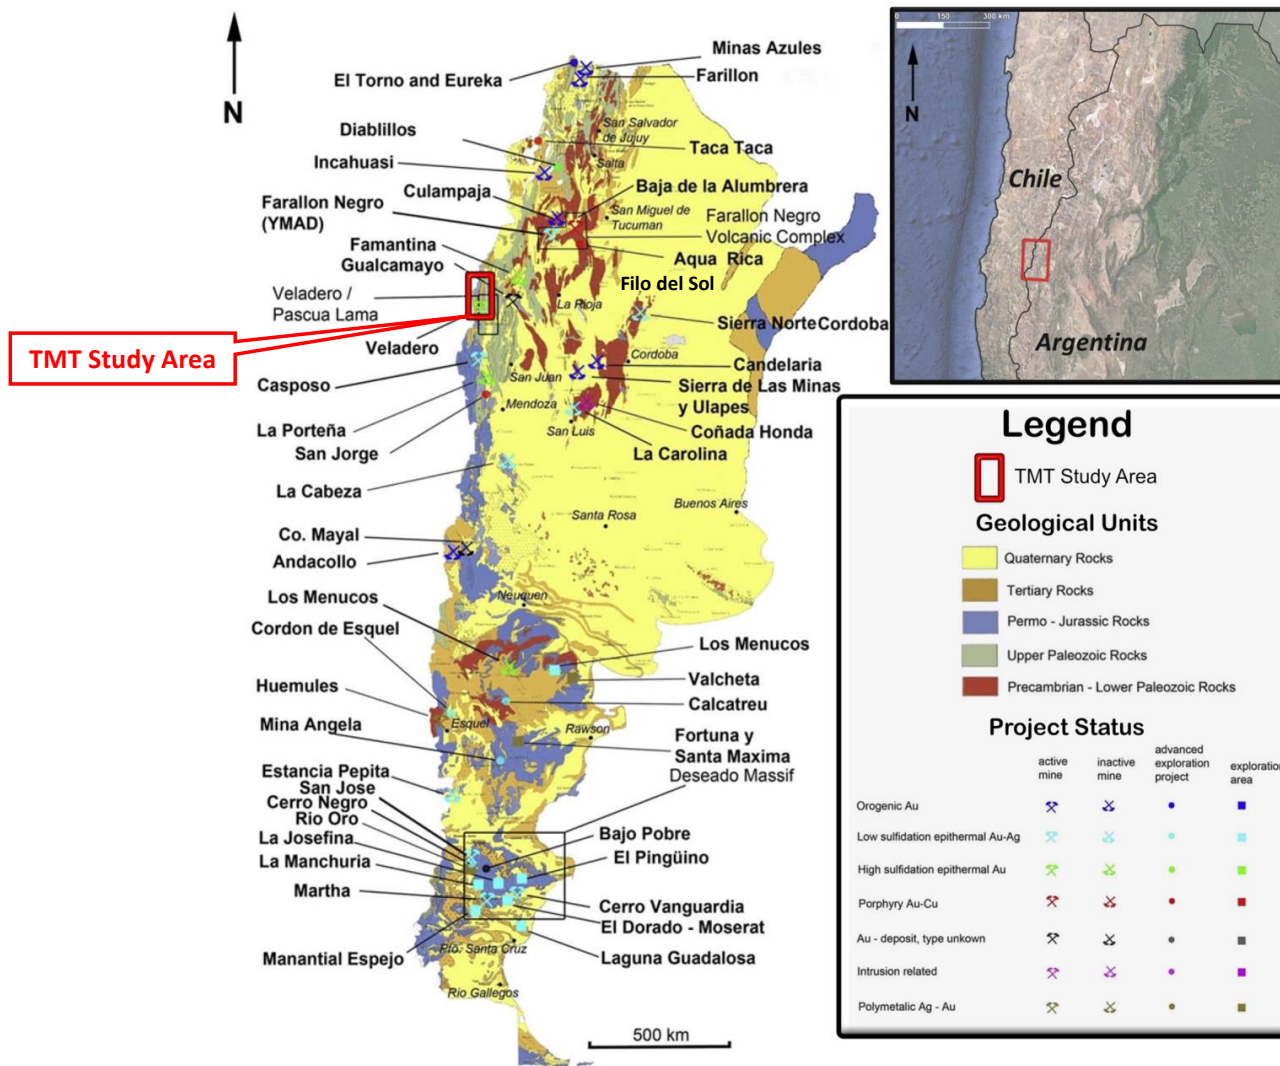 N
Minas Azules
El Torno and Eureka
Farillon
San Salvador
de Jujuy
Diablillos
Taca Taca
Incahuasi
Salta
Culampaja
Baja de la Alumbrera
Farallon Negro
(YMAD)
San Miguel de
Tucuman
Farallon Negro
Volcanic Complex
Famantina
Aqua Rica
Gualcamayo
Filo del Sol
Veladero /
Pascua Lama
La Rioja
Sierra Norte Cordoba
TMT Study Area
Veladero
Cordoba
Candelaria
Casposo
San Juan
Sierra de Las Minas
y Ulapes
Mendoza
La Porteña
San Luis
Coñada Honda
San Jorge
La Carolina
La Cabeza
Buenos Aires
Santa Rosa
Co. Mayal
Andacollo
Neuquen
Los Menucos
Cordon de Esquel
Los Menucos
Valcheta
Huemules
Calcatreu
Mina Angela
Esquel
Rawson
Fortuna y
Santa Maxima
Deseado Massif
Estancia Pepita
San Jose
Cerro Negro
Rio Oro
La Josefina
Bajo Pobre
La Manchuria
El Pingüino
Martha
Cerro Vanguardia
El Dorado - Moserat
Pto. Santa Cruz
Manantial Espejo
Laguna Guadalosa
Rio Gallegos
500 km
0 150 300 km
N
Chile
Argentina
Legend
TMT Study Area
Geological Units
Quaternary Rocks
Tertiary Rocks
Permo - Jurassic Rocks
Upper Paleozoic Rocks
Precambrian - Lower Paleozoic Rocks
Project Status
active
mine
inactive
mine
advanced
exploration
project
exploration
area
Orogenic Au
Low sulfidation epithermal Au-Ag
High sulfidation epithermal Au
Porphyry Au-Cu
Au - deposit, type unkown
Intrusion related
Polymetalic Ag - Au